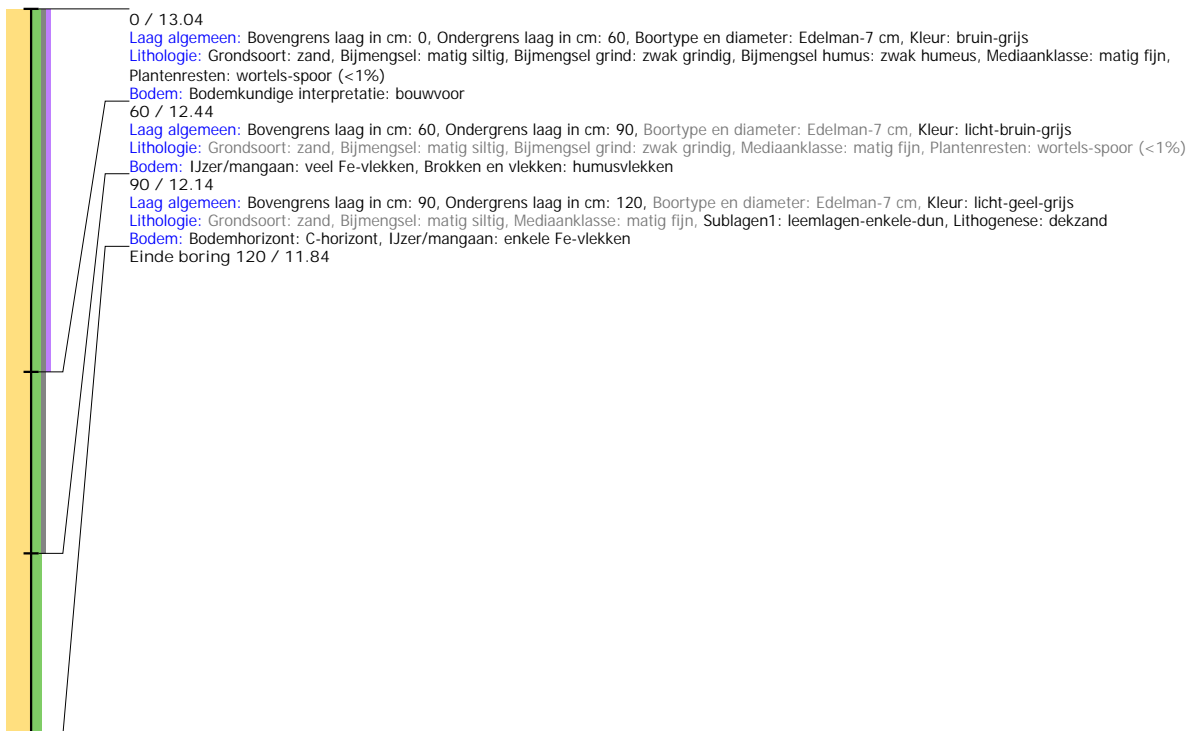 0 / 13.04
Laag algemeen: Bovengrens laag in cm: 0, Ondergrens laag in cm: 60, Boortype en diameter: Edelman-7 cm, Kleur: bruin-grijs
Lithologie: Grondsoort: zand, Bijmengsel: matig siltig, Bijmengsel grind: zwak grindig, Bijmengsel humus: zwak humeus, Mediaanklasse: matig fijn,
Plantenresten: wortels-spoor (<1%)
Bodem: Bodemkundige interpretatie: bouwvoor
60 / 12.44
Laag algemeen: Bovengrens laag in cm: 60, Ondergrens laag in cm: 90, Boortype en diameter: Edelman-7 cm, Kleur: licht-bruin-grijs
Lithologie: Grondsoort: zand, Bijmengsel: matig siltig, Bijmengsel grind: zwak grindig, Mediaanklasse: matig fijn, Plantenresten: wortels-spoor (<1%)
Bodem: IJzer/mangaan: veel Fe-vlekken, Brokken en vlekken: humusvlekken
90 / 12.14
Laag algemeen: Bovengrens laag in cm: 90, Ondergrens laag in cm: 120, Boortype en diameter: Edelman-7 cm, Kleur: licht-geel-grijs
Lithologie: Grondsoort: zand, Bijmengsel: matig siltig, Mediaanklasse: matig fijn, Sublagen1: leemlagen-enkele-dun, Lithogenese: dekzand
Bodem: Bodemhorizont: C-horizont, IJzer/mangaan: enkele Fe-vlekken
Einde boring 120 / 11.84